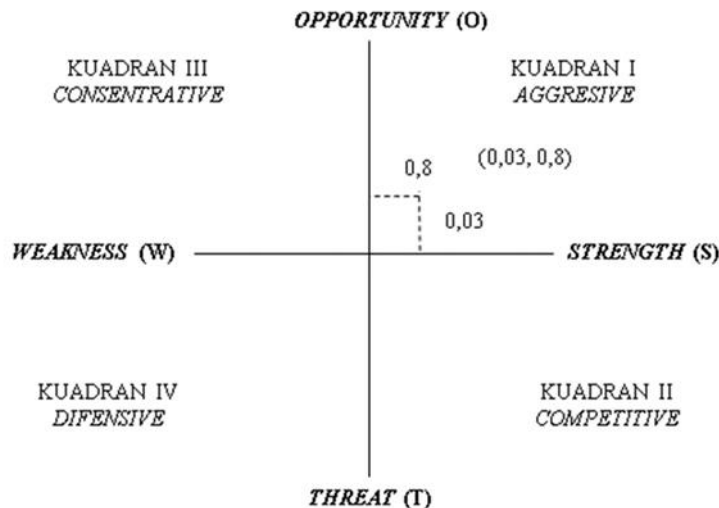 OPPORTUNITY (O)
KUADRAN III
CONSENTRATIVE
KUADRAN I
AGGRESIVE
0,8
(0,03, 0,8)
0,03
WEAKNESS (W)
STRENGTH (S)
KUADRAN IV
DIFENSIVE
KUADRAN II
COMPETITIVE
THREAT (T)